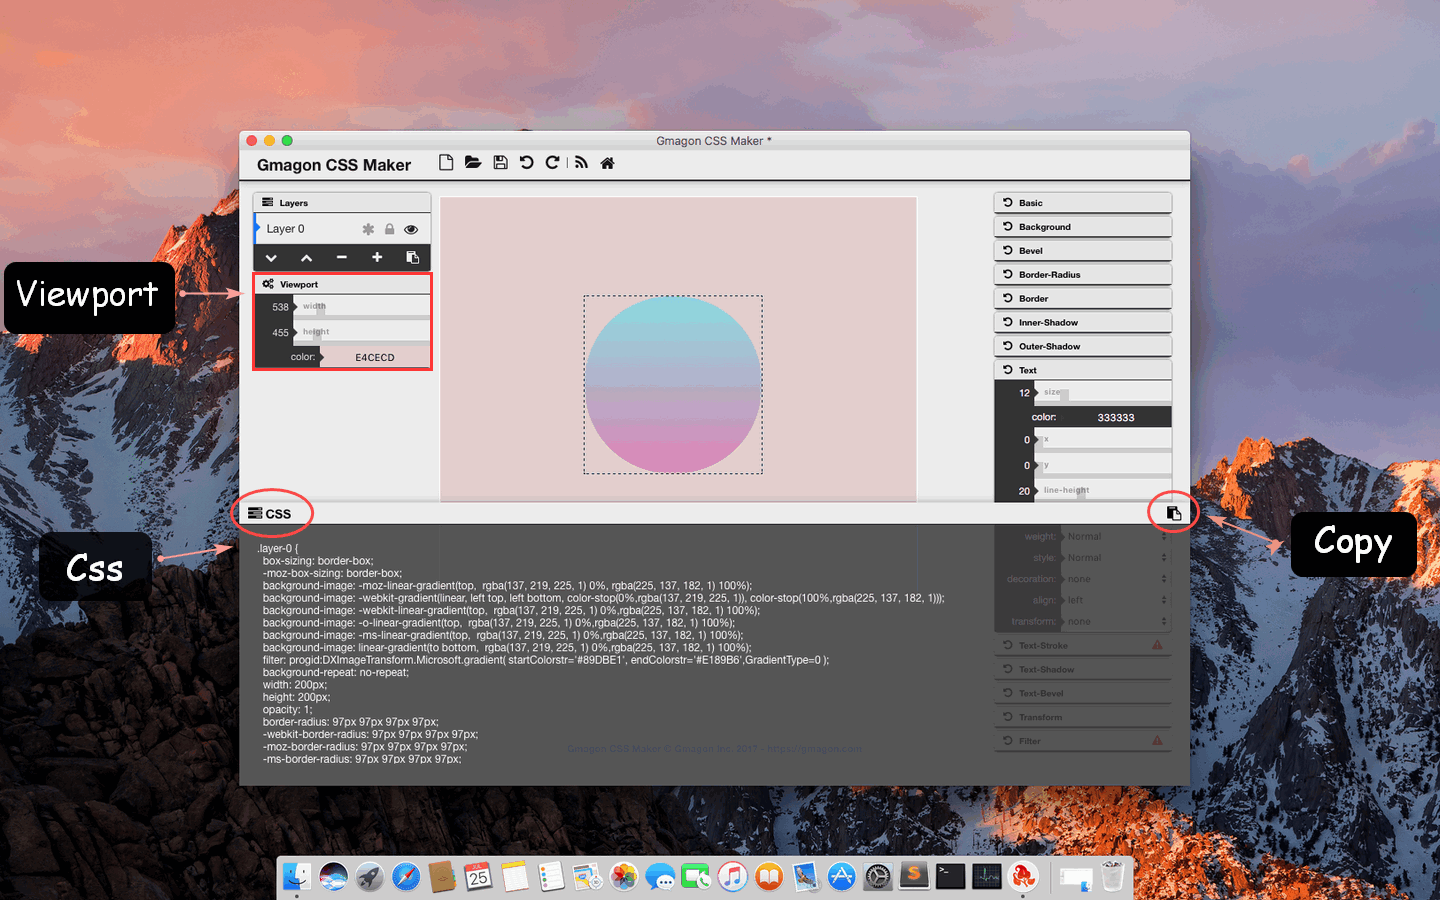 Gmagon CSS Maker *
Gmagon CSS Maker
Layers
Layer 0
Viewport
538 width
455 height
color: E4CECD
Viewport
Basic
Background
Bevel
Border-Radius
Border
Inner-Shadow
Outer-Shadow
Text
12 size
color: 333333
0 x
0 y
20 line-height
CSS
Css
Copy
.layer-0 {
box-sizing: border-box;
-moz-box-sizing: border-box;
background-image: -moz-linear-gradient(top,  rgba(137, 219, 225, 1) 0%, rgba(225, 137, 182, 1) 100%);
background-image: -webkit-gradient(linear, left top, left bottom, color-stop(0%,rgba(137, 219, 225, 1)), color-stop(100%,rgba(225, 137, 182, 1)));
background-image: -webkit-linear-gradient(top,  rgba(137, 219, 225, 1) 0%,rgba(225, 137, 182, 1) 100%);
background-image: -o-linear-gradient(top,  rgba(137, 219, 225, 1) 0%,rgba(225, 137, 182, 1) 100%);
background-image: -ms-linear-gradient(top,  rgba(137, 219, 225, 1) 0%,rgba(225, 137, 182, 1) 100%);
background-image: linear-gradient(to bottom,  rgba(137, 219, 225, 1) 0%,rgba(225, 137, 182, 1) 100%);
filter: progid:DXImageTransform.Microsoft.gradient( startColorstr='#89DBE1', endColorstr='#E189B6',GradientType=0 );
background-repeat: no-repeat;
width: 200px;
height: 200px;
opacity: 1;
border-radius: 97px 97px 97px 97px;
-webkit-border-radius: 97px 97px 97px 97px;
-moz-border-radius: 97px 97px 97px 97px;
-ms-border-radius: 97px 97px 97px 97px;
weight: Normal
style: Normal
decoration: none
align: left
transform: none
Text-Stroke
Text-Shadow
Text-Bevel
Transform
Filter
Gmagon CSS Maker © Gmagon Inc. 2017 - https://gmagon.com
25